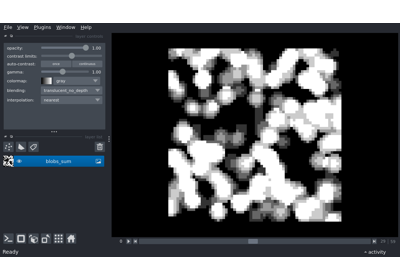 File View Plugins Window Help
opacity: 1.00
contrast limits:
auto-contrast: once continuous
gamma: 1.00
colormap: gray
blending: translucent_no_depth
interpolation: nearest
blobs_sum
Ready
activity